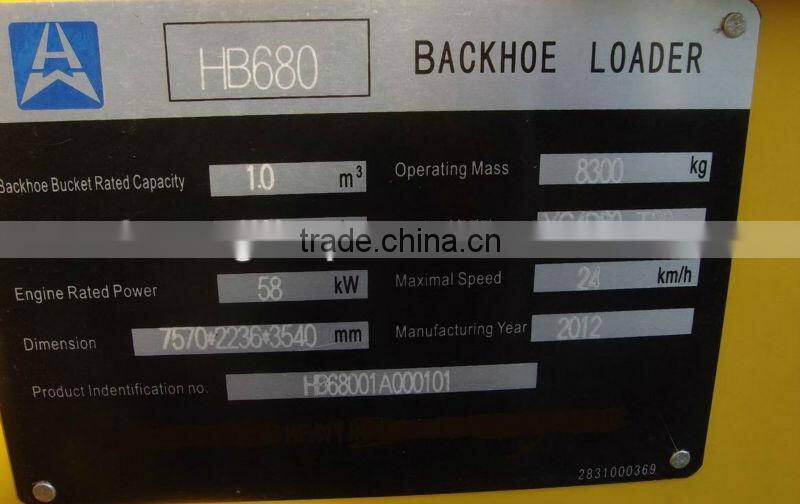 HB680 BACKHOE LOADER
Backhoe Bucket Rated Capacity 1.0 m³ Operating Mass 8300 kg
trade.china.cn
Engine Rated Power 58 kW Maximal Speed 24 km/h
Dimension 7570*2236*3540 mm Manufacturing Year 2012
Product Indentification no. HB68001A000101
2831000369